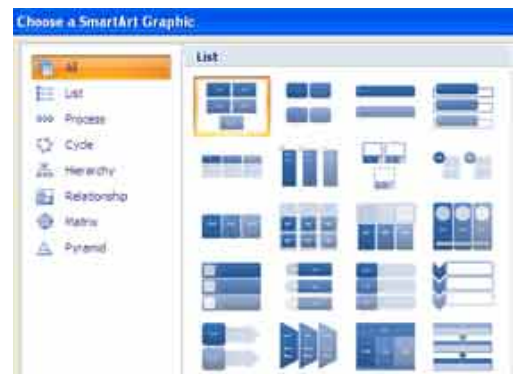 Choose a SmartArt Graphic
All
List
Process
Cycle
Hierarchy
Relationship
Matrix
Pyramid
List